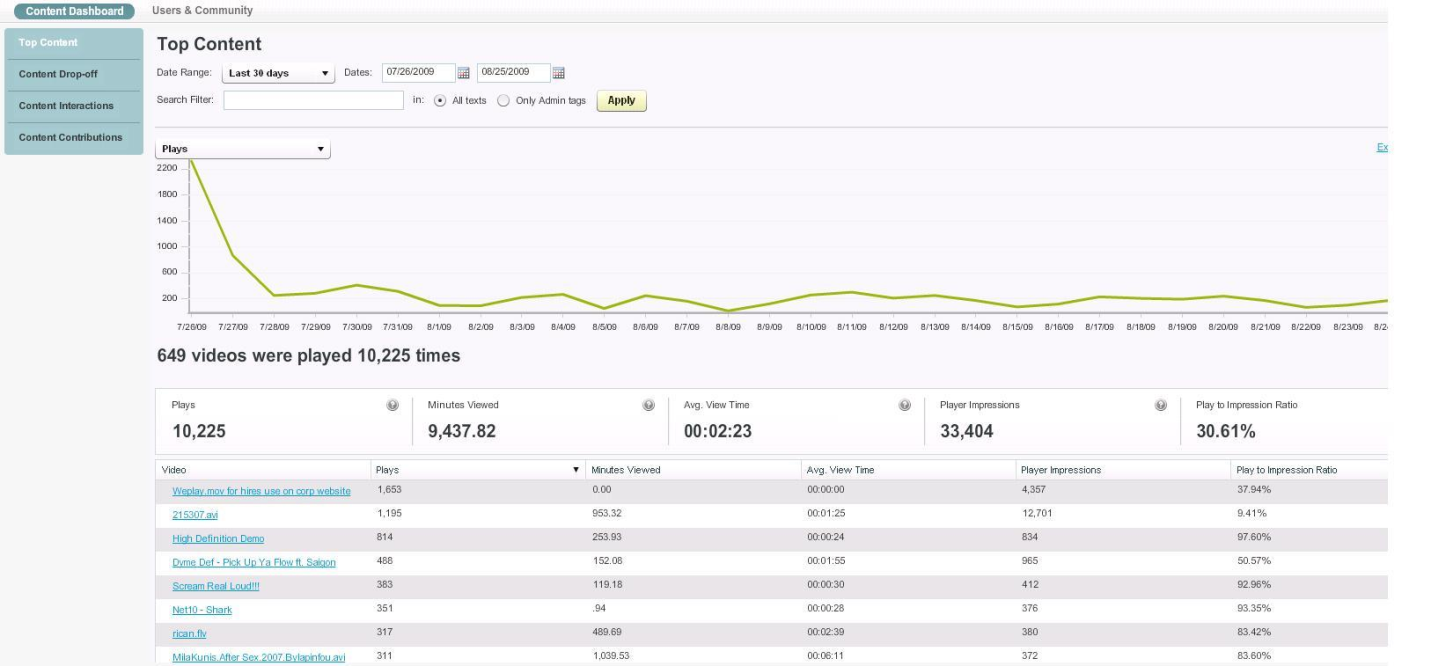 Content Dashboard Users & Community
Top Content
Content Drop-off
Content Interactions
Content Contributions
Top Content
Date Range: Last 30 days Dates: 07/26/2009 08/25/2009
Search Filter: in: All texts Only Admin tags Apply
Plays Ex
2200
1800
1400
1000
600
200
7/26/09 7/27/09 7/28/09 7/29/09 7/30/09 7/31/09 8/1/09 8/2/09 8/3/09 8/4/09 8/5/09 8/6/09 8/7/09 8/8/09 8/9/09 8/10/09 8/11/09 8/12/09 8/13/09 8/14/09 8/15/09 8/16/09 8/17/09 8/18/09 8/19/09 8/20/09 8/21/09 8/22/09 8/23/09 8/2
649 videos were played 10,225 times
Plays Minutes Viewed Avg. View Time Player Impressions Play to Impression Ratio
10,225 9,437.82 00:02:23 33,404 30.61%
Video Plays Minutes Viewed Avg. View Time Player Impressions Play to Impression Ratio
Weplay.mov for hires use on corp website 1,653 0.00 00:00:00 4,357 37.94%
215307.avi 1,195 953.32 00:01:25 12,701 9.41%
High Definition Demo 814 253.93 00:00:24 834 97.60%
Dyme Def - Pick Up Ya Flow ft. Saigon 488 152.08 00:01:55 965 50.57%
Scream Real Loud!!! 383 119.18 00:00:30 412 92.96%
Net10 - Shark 351 .94 00:00:28 376 93.35%
rican.flv 317 489.69 00:02:39 380 83.42%
MilaKunis.After Sex.2007.Bylapinfou.avi 311 1,039.53 00:06:11 372 83.60%